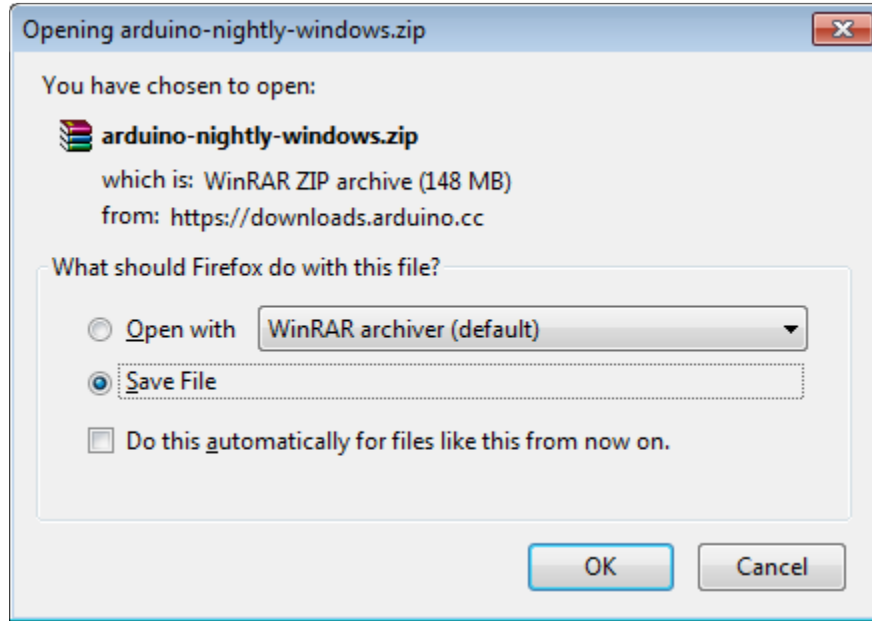 Opening arduino-nightly-windows.zip
You have chosen to open:
arduino-nightly-windows.zip
which is: WinRAR ZIP archive (148 MB)
from: https://downloads.arduino.cc
What should Firefox do with this file?
Open with WinRAR archiver (default)
Save File
Do this automatically for files like this from now on.
OK Cancel